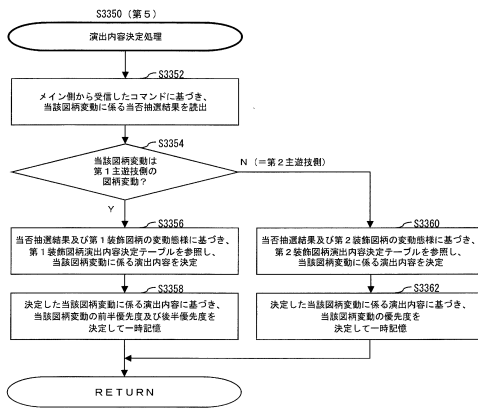 S3350（第５）
演出内容決定処理
S3352
メイン側から受信したコマンドに基づき、
当該図柄変動に係る当否抽選結果を読出
S3354
当該図柄変動は
第１主遊技側の
図柄変動？
N（＝第２主遊技側）
Y
S3356
当否抽選結果及び第１装飾図柄の変動態様に基づき、
第１装飾図柄演出内容決定テーブルを参照し、
当該図柄変動に係る演出内容を決定
S3360
当否抽選結果及び第２装飾図柄の変動態様に基づき、
第２装飾図柄演出内容決定テーブルを参照し、
当該図柄変動に係る演出内容を決定
S3358
決定した当該図柄変動に係る演出内容に基づき、
当該図柄変動の前半優先度及び後半優先度を
決定して一時記憶
S3362
決定した当該図柄変動に係る演出内容に基づき、
当該図柄変動の優先度を
決定して一時記憶
ＲＥＴＵＲＮ